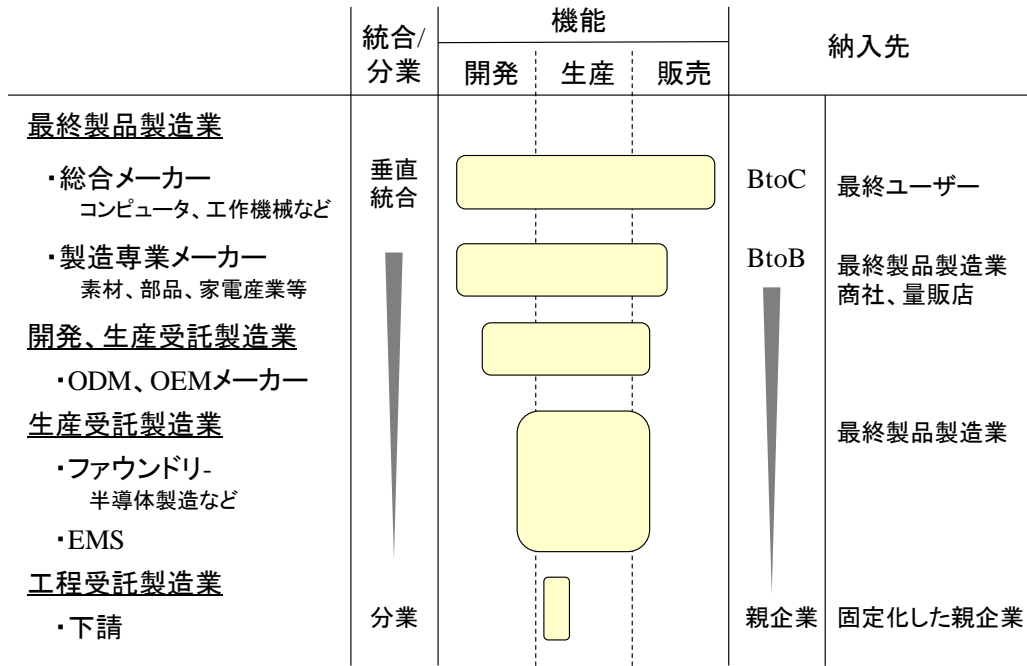 統合/
分業
機能
納入先
開発 生産 販売
最終製品製造業
・総合メーカー
コンピュータ、工作機械など
垂直
統合
BtoC
最終ユーザー
・製造専業メーカー
素材、部品、家電産業等
BtoB
最終製品製造業
商社、量販店
開発、生産受託製造業
・ODM、OEMメーカー
生産受託製造業
最終製品製造業
・ファウンドリ-
半導体製造など
・EMS
工程受託製造業
・下請
分業
親企業
固定化した親企業